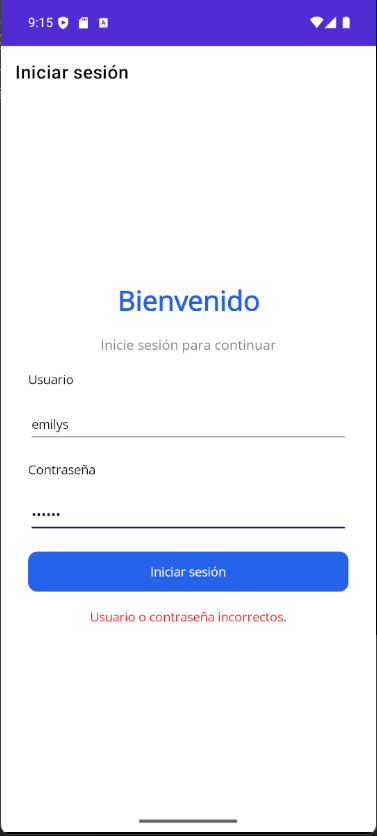 9:15
Iniciar sesión
Bienvenido
Inicie sesión para continuar
Usuario
emilys
Contraseña
••••••
Iniciar sesión
Usuario o contraseña incorrectos.